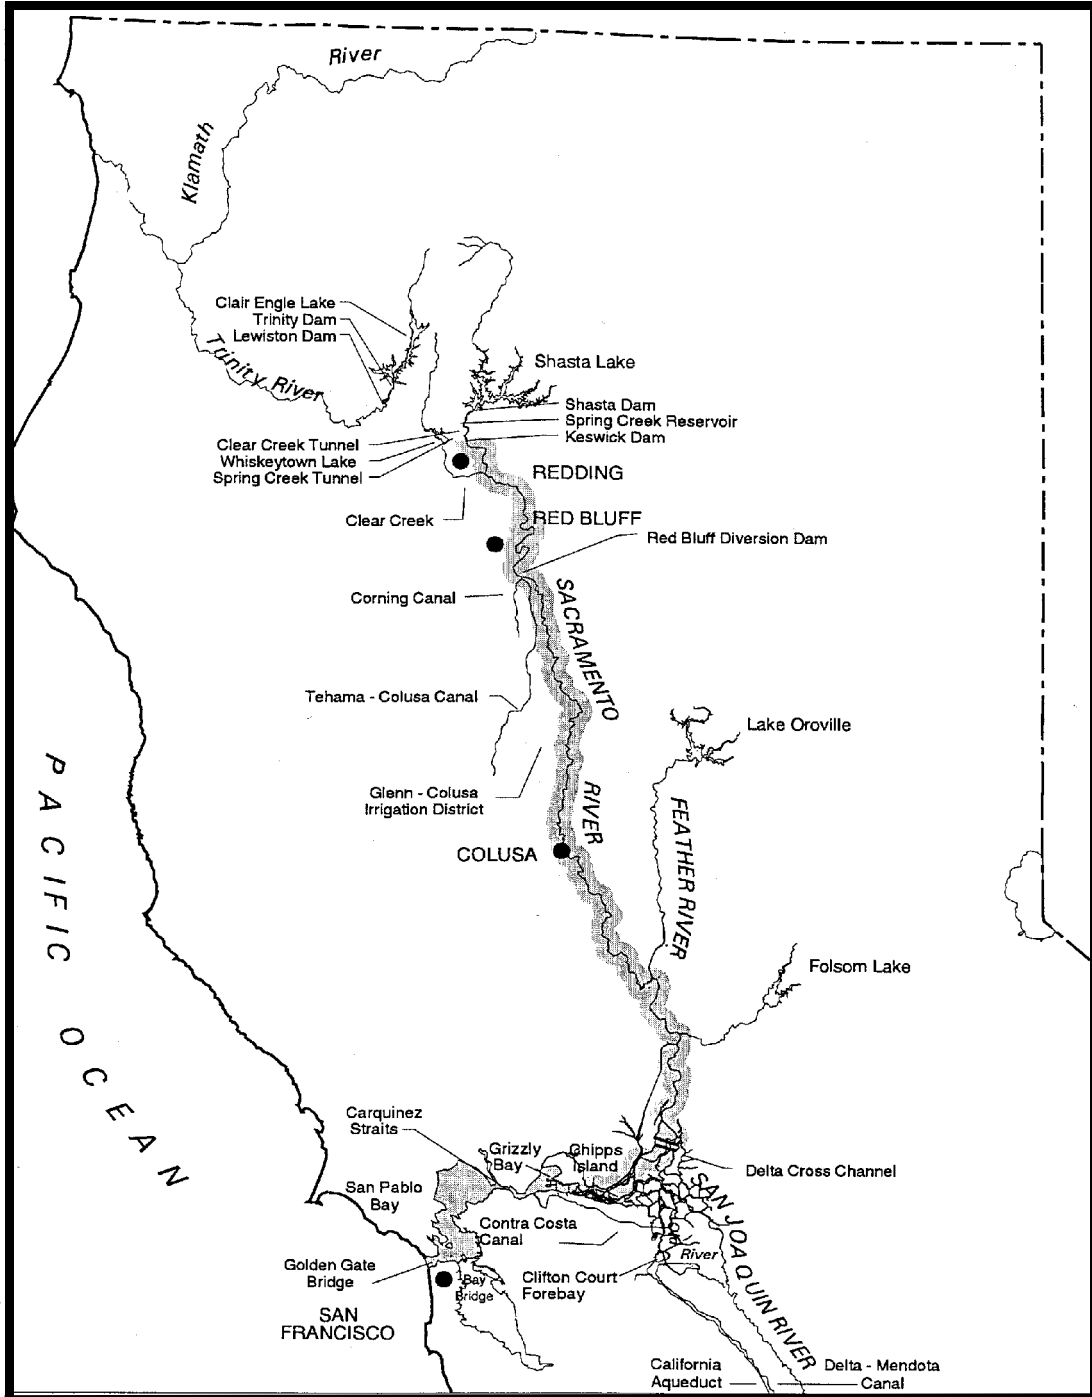 River
Klamath
Clair Engle Lake
Trinity Dam
Lewiston Dam
Trinity River
Shasta Lake
Shasta Dam
Spring Creek Reservoir
Keswick Dam
Clear Creek Tunnel
Whiskeytown Lake
Spring Creek Tunnel
REDDING
Clear Creek
RED BLUFF
Red Bluff Diversion Dam
Corning Canal
SACRAMENTO
RIVER
Tehama - Colusa Canal
Lake Oroville
Glenn - Colusa
Irrigation District
FEATHER RIVER
COLUSA
PACIFIC OCEAN
Folsom Lake
Carquinez
Straits
Grizzly
Bay
Chipps
Island
Delta Cross Channel
San Pablo
Bay
SAN JOAQUIN RIVER
Contra Costa
Canal
River
Golden Gate
Bridge
Bay
Bridge
Clifton Court
Forebay
SAN
FRANCISCO
California
Aqueduct
Delta - Mendota
Canal